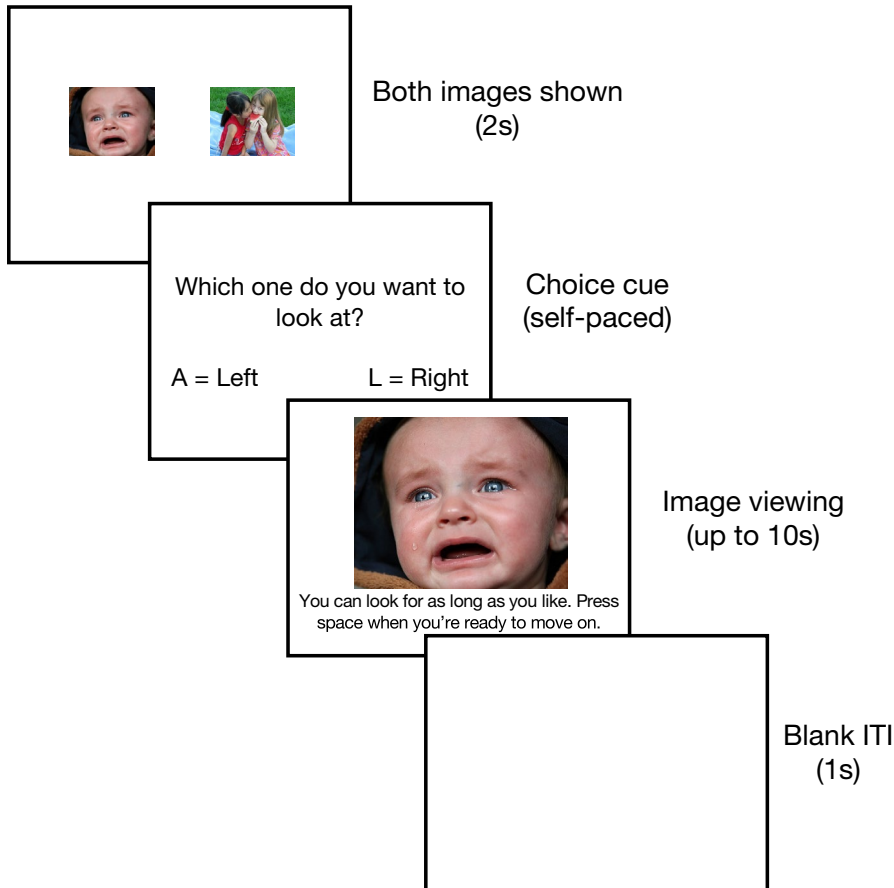 Both images shown
(2s)
Which one do you want to
look at?
A = Left L = Right
Choice cue
(self-paced)
Image viewing
(up to 10s)
You can look for as long as you like. Press
space when you’re ready to move on.
Blank ITI
(1s)